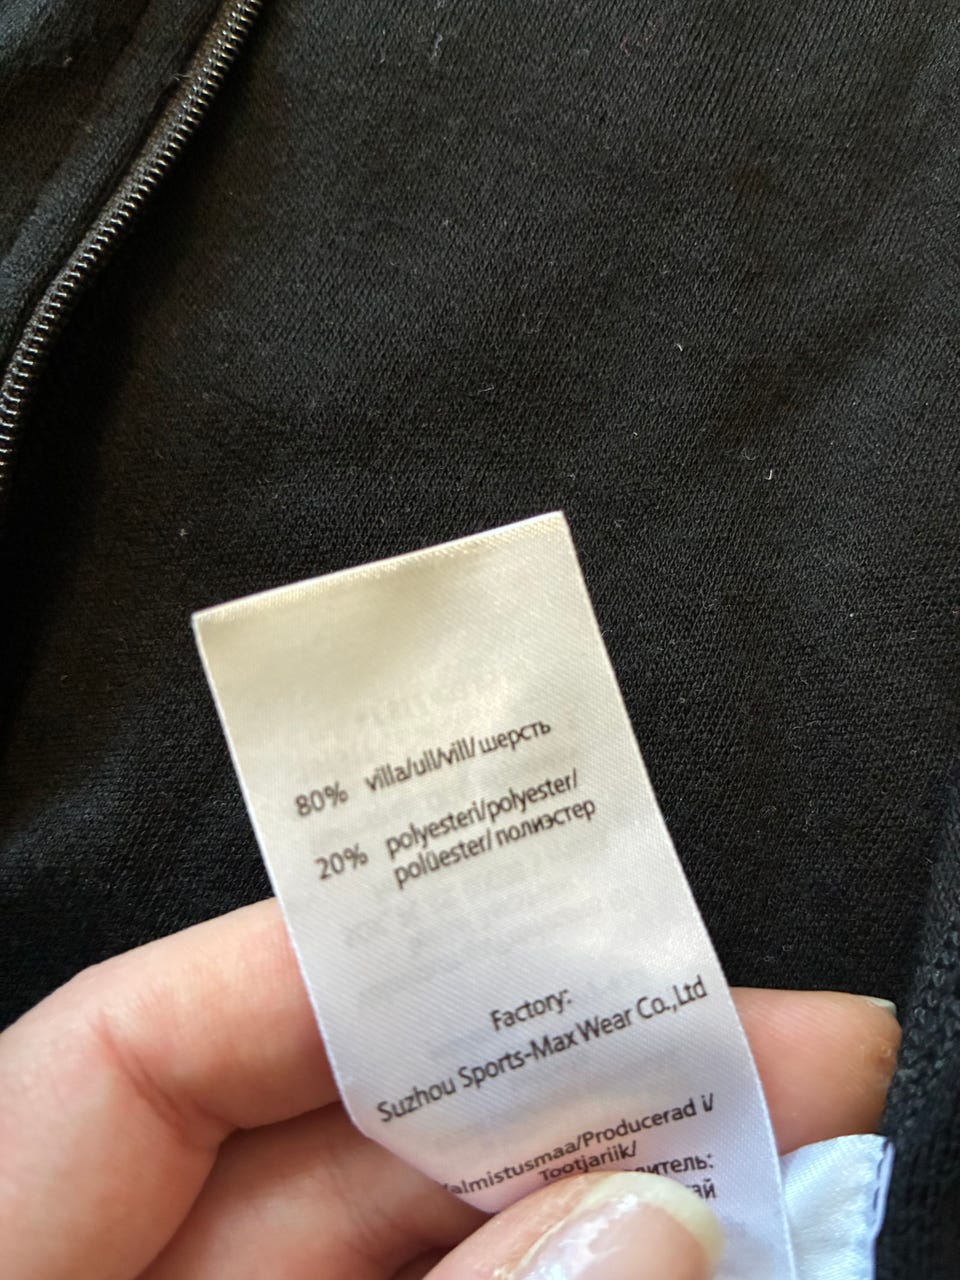 80% villa/ull/vill/шерсть
20% polyesteri/polyester/
polüester/полиэстер
Factory:
Suzhou Sports-Max Wear Co.,Ltd
Producerad i/
Tootjariik/